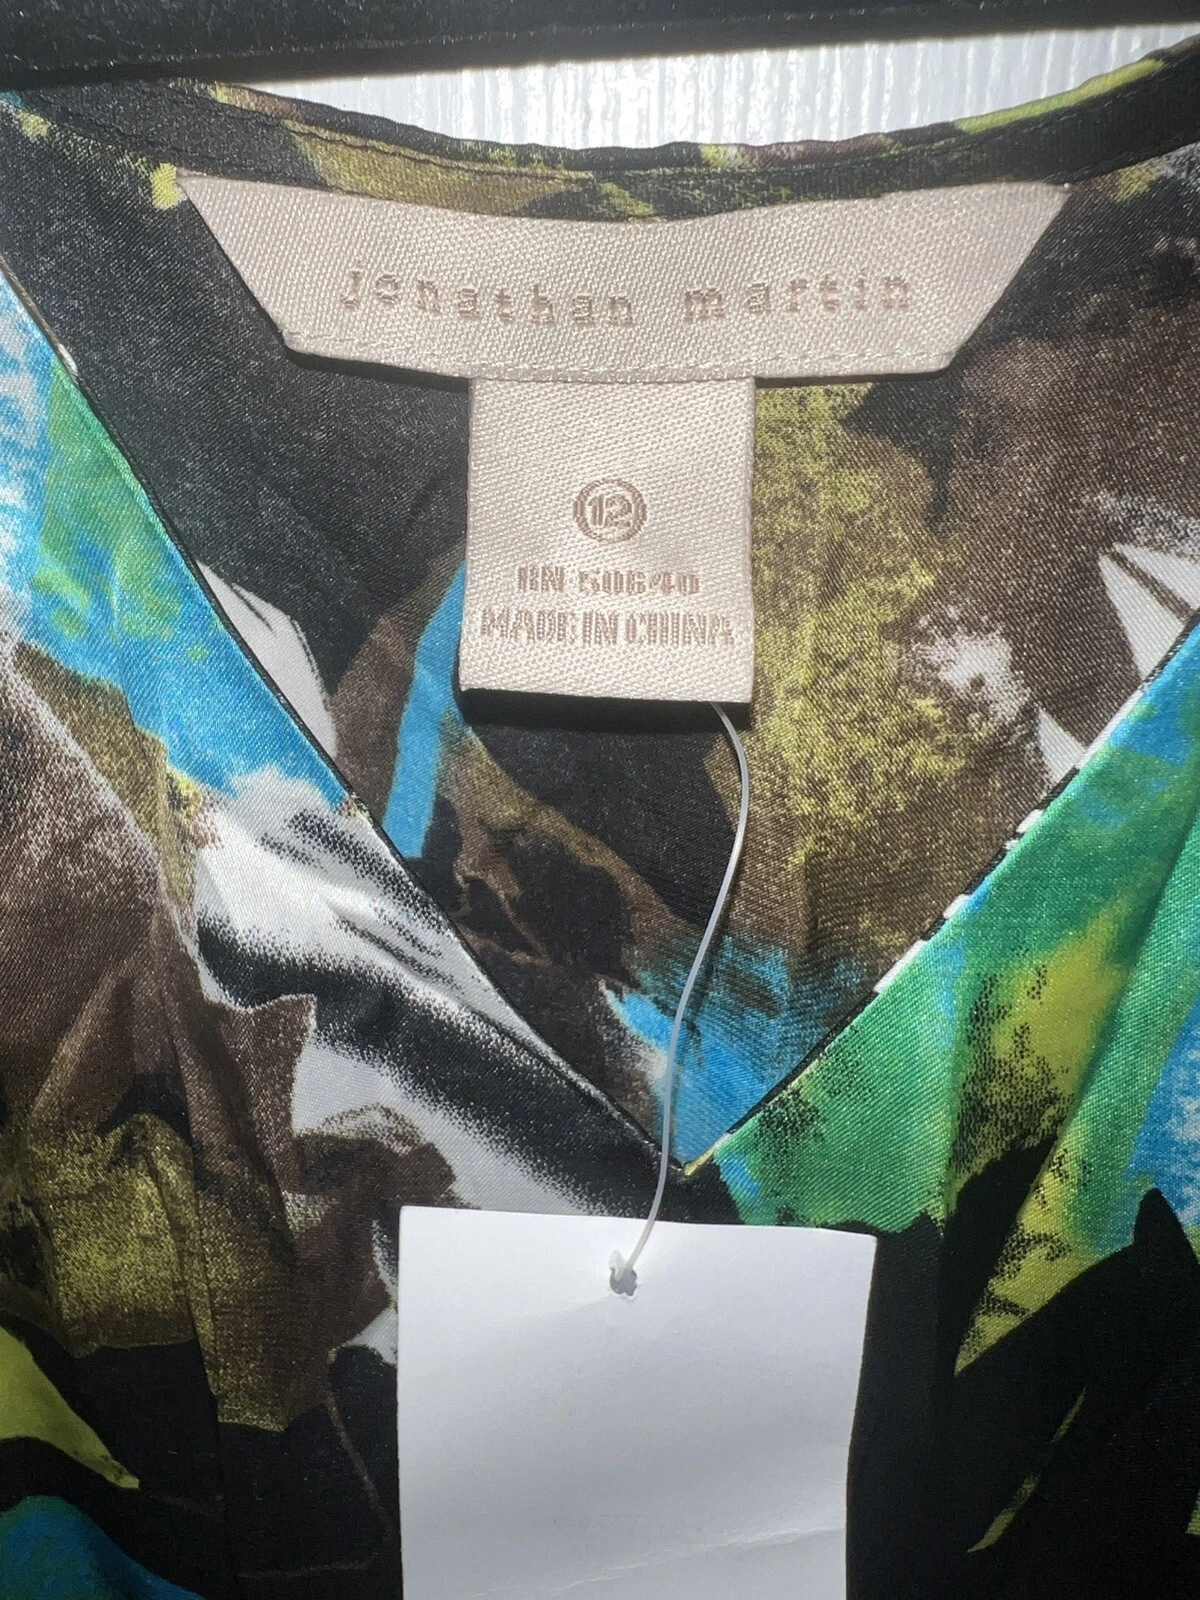 jonathan martin
12
RN 50640
MADE IN CHINA